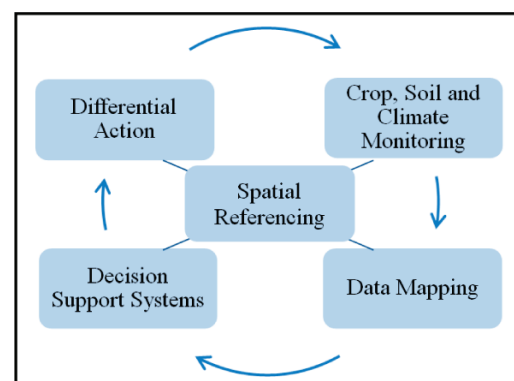 Differential
Action
Crop, Soil and
Climate
Monitoring
Spatial
Referencing
Decision
Support Systems
Data Mapping